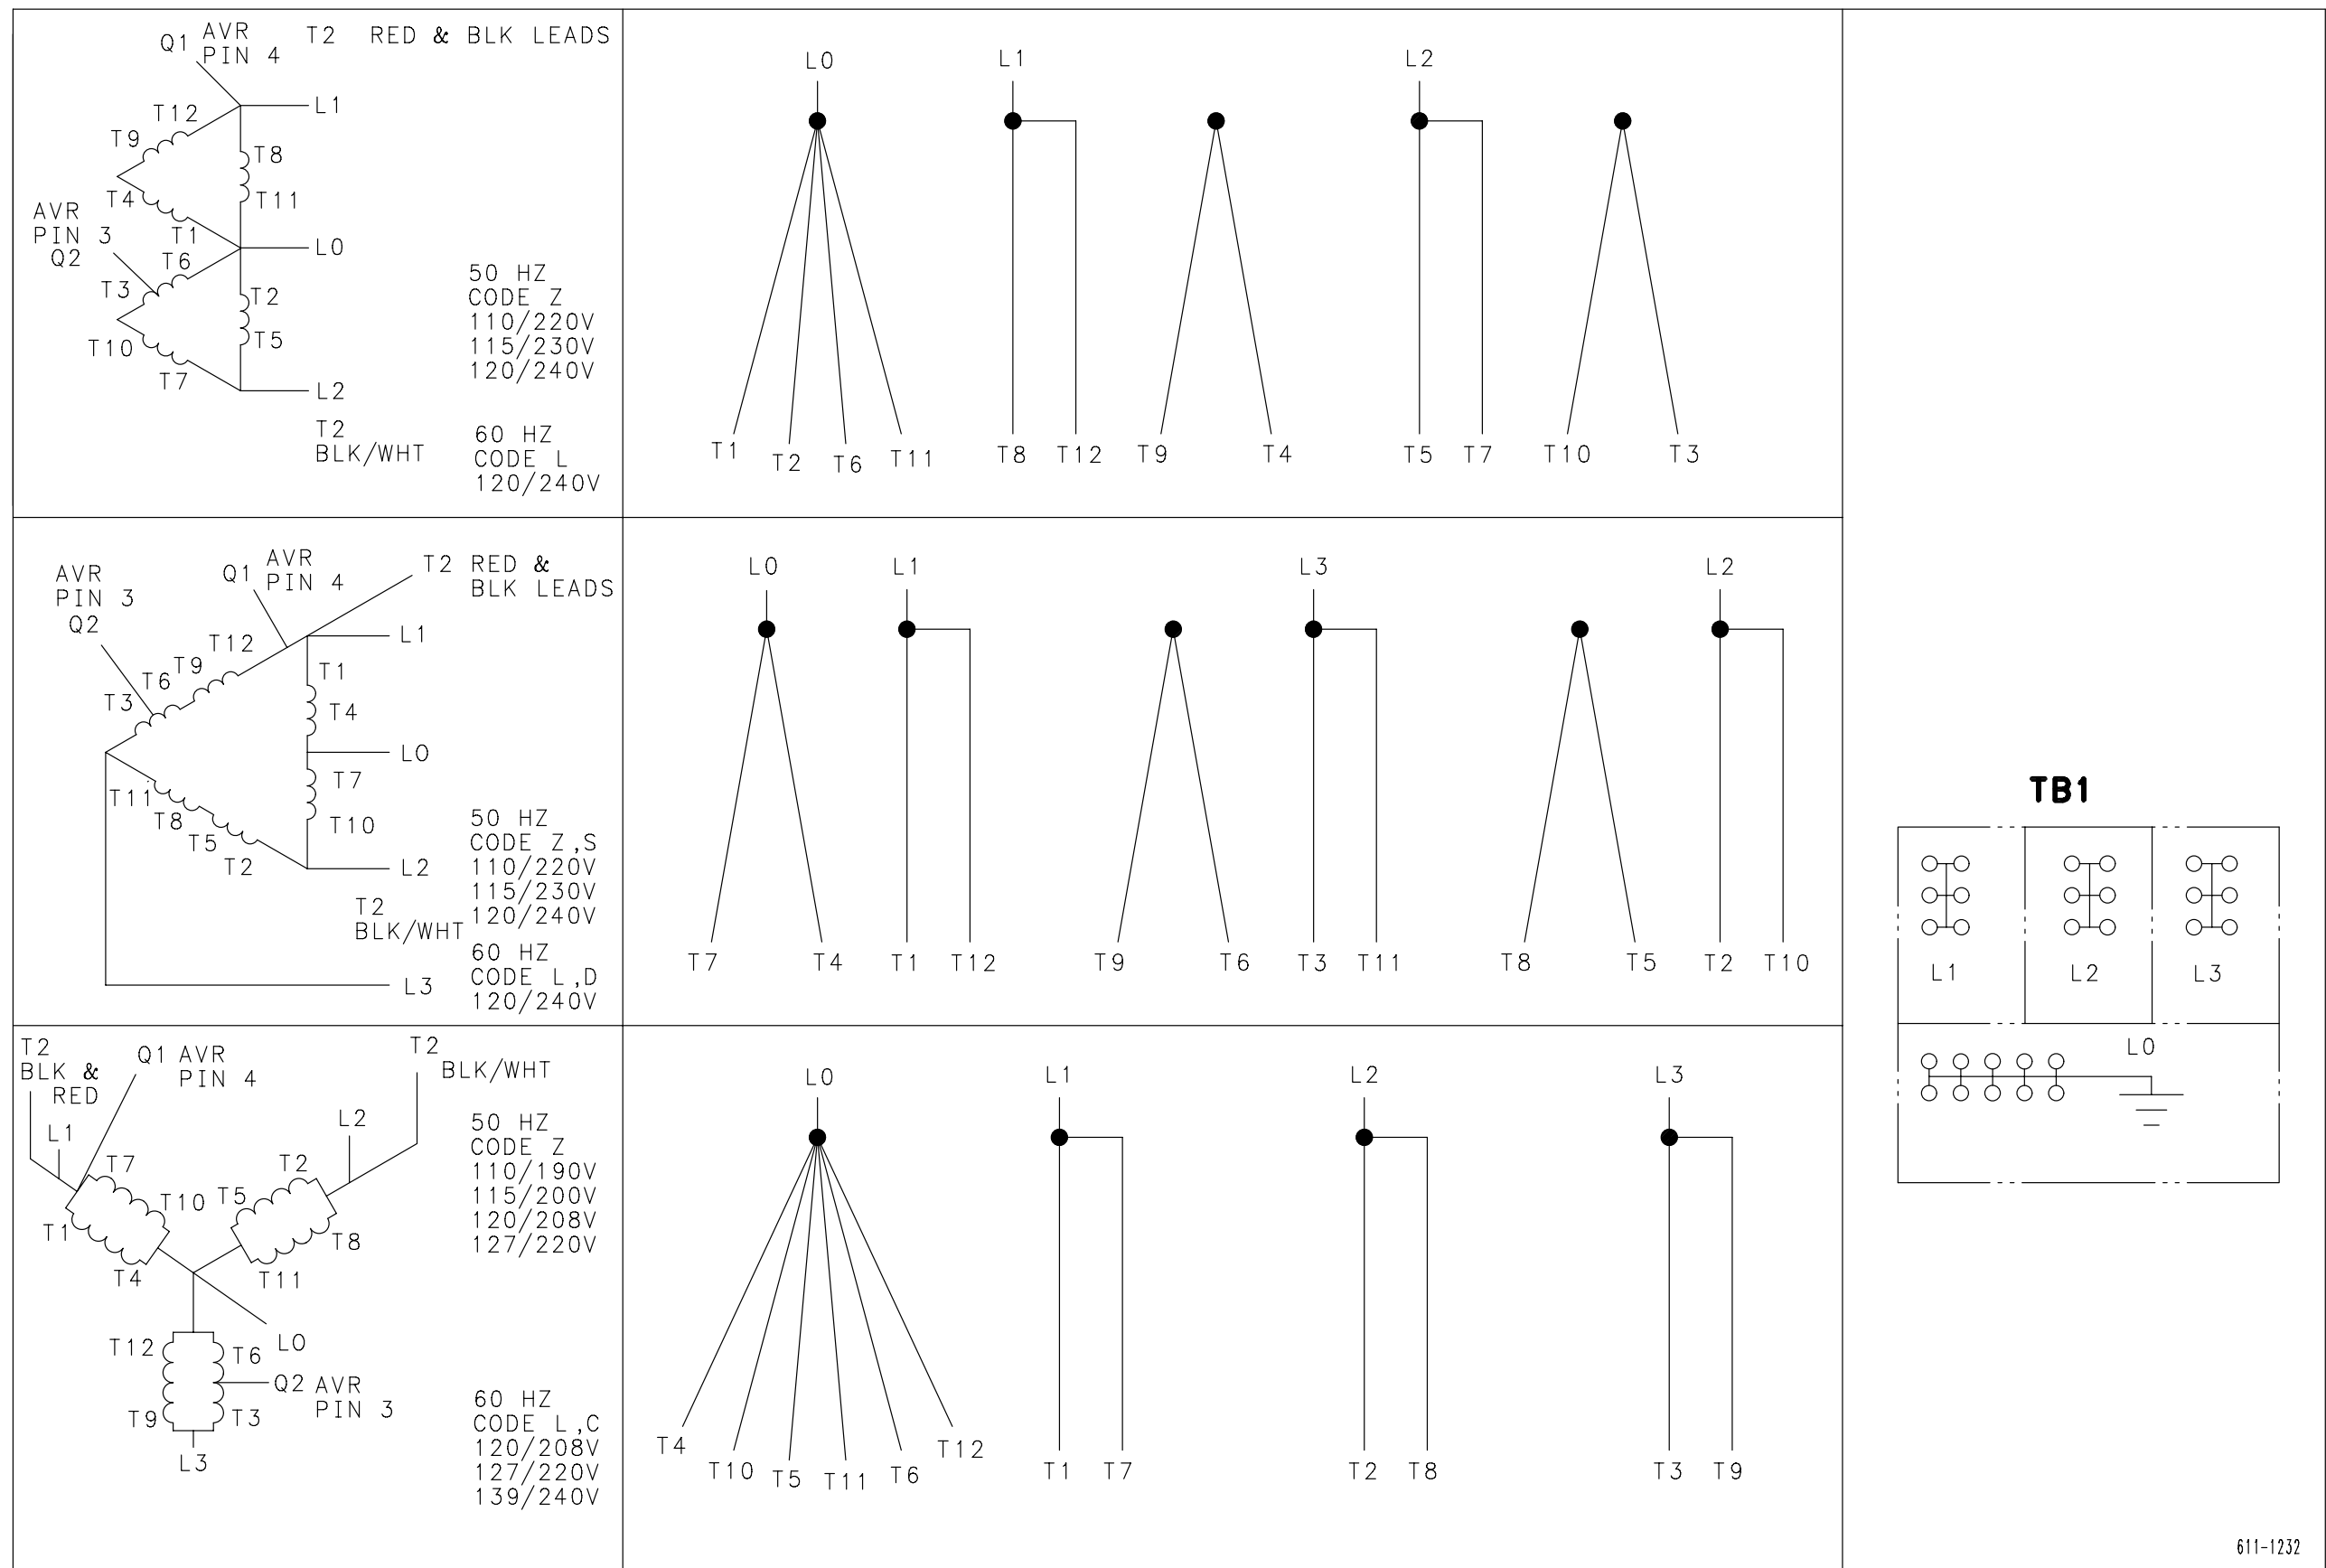 Q1 AVR
PIN 4
T2 RED & BLK LEADS
L1
T12
T9
T8
T4
T11
AVR
PIN 3
Q2
T1
L0
T6
T3
T2
T10
T5
T7
L2
T2
BLK/WHT
50 HZ
CODE Z
110/220V
115/230V
120/240V
60 HZ
CODE L
120/240V
L0 L1 L2
T1 T2 T6 T11 T8 T12 T9 T4 T5 T7 T10 T3
AVR
PIN 3
Q2
Q1 AVR
PIN 4
T2 RED &
BLK LEADS
T12
L1
T9
T1
T6
T3
T4
L0
T11
T7
T8
T10
T5
T2
L2
T2
BLK/WHT
L3
50 HZ
CODE Z,S
110/220V
115/230V
120/240V
60 HZ
CODE L,D
120/240V
L0 L1 L3 L2
T7 T4 T1 T12 T9 T6 T3 T11 T8 T5 T2 T10
T2
BLK &
RED
Q1 AVR
PIN 4
T2
BLK/WHT
L1
L2
T7
T2
T10
T5
T1
T8
T4
T11
L0
T12
T6
Q2 AVR
PIN 3
T9
T3
L3
50 HZ
CODE Z
110/190V
115/200V
120/208V
127/220V
60 HZ
CODE L,C
120/208V
127/220V
139/240V
L0 L1 L2 L3
T4 T10 T5 T11 T6 T12 T1 T7 T2 T8 T3 T9
TB1
L1 L2 L3
L0
611-1232